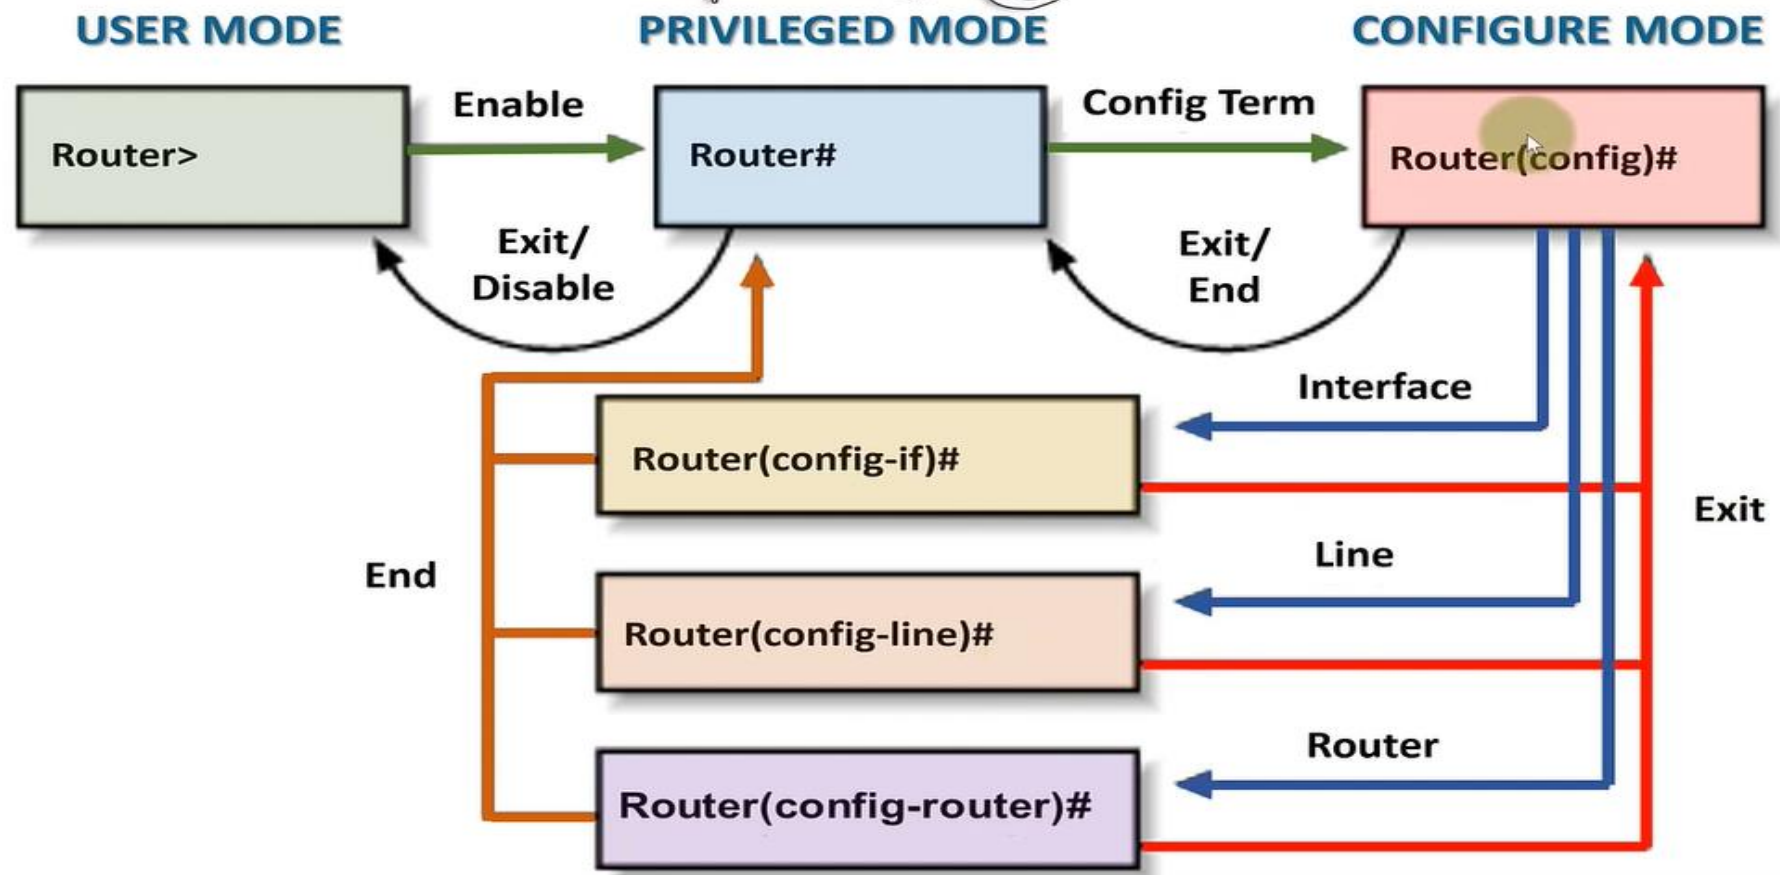 USER MODE
PRIVILEGED MODE
CONFIGURE MODE
Router>
Enable
Router#
Config Term
Router(config)#
Exit/
Disable
Exit/
End
Interface
Router(config-if)#
Exit
Line
End
Router(config-line)#
Router
Router(config-router)#